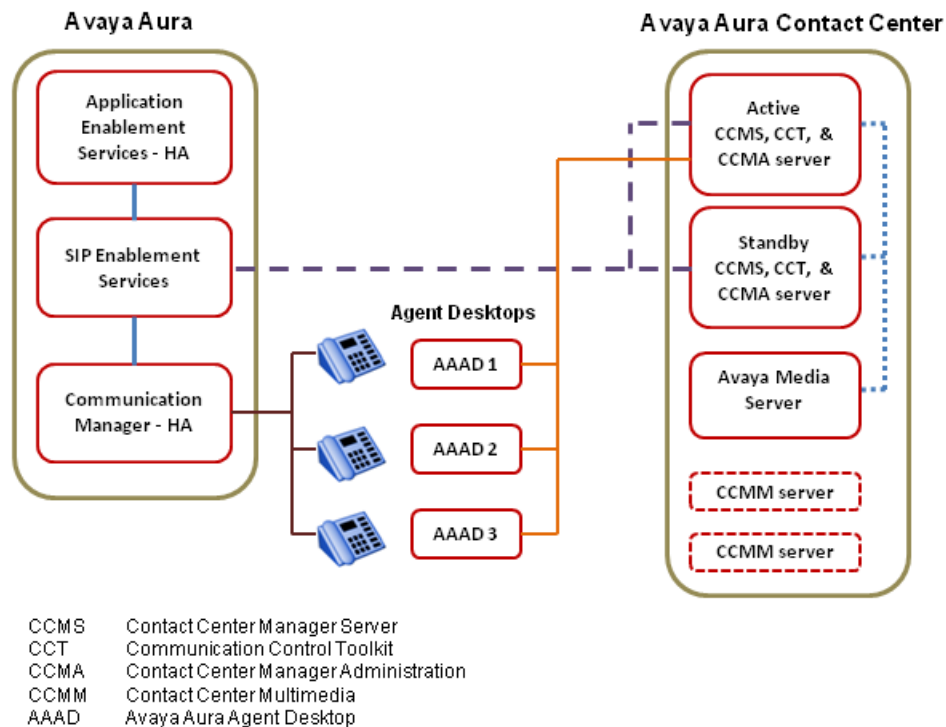 Avaya Aura
Avaya Aura Contact Center
Application
Enablement
Services - HA
SIP Enablement
Services
Communication
Manager - HA
Agent Desktops
AAAD 1
AAAD 2
AAAD 3
Active
CCMS, CCT, &
CCMA server
Standby
CCMS, CCT, &
CCMA server
Avaya Media
Server
CCMM server
CCMM server
CCMS Contact Center Manager Server
CCT Communication Control Toolkit
CCMA Contact Center Manager Administration
CCMM Contact Center Multimedia
AAAD Avaya Aura Agent Desktop